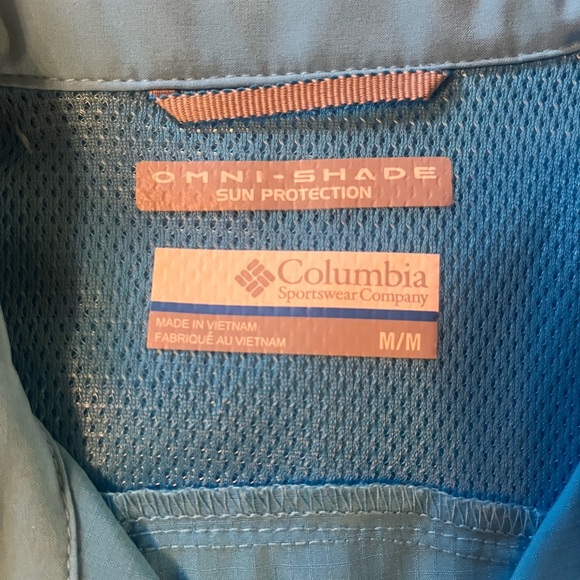 OMNI-SHADE
SUN PROTECTION
Columbia
Sportswear Company
MADE IN VIETNAM
FABRIQUÉ AU VIETNAM
M/M